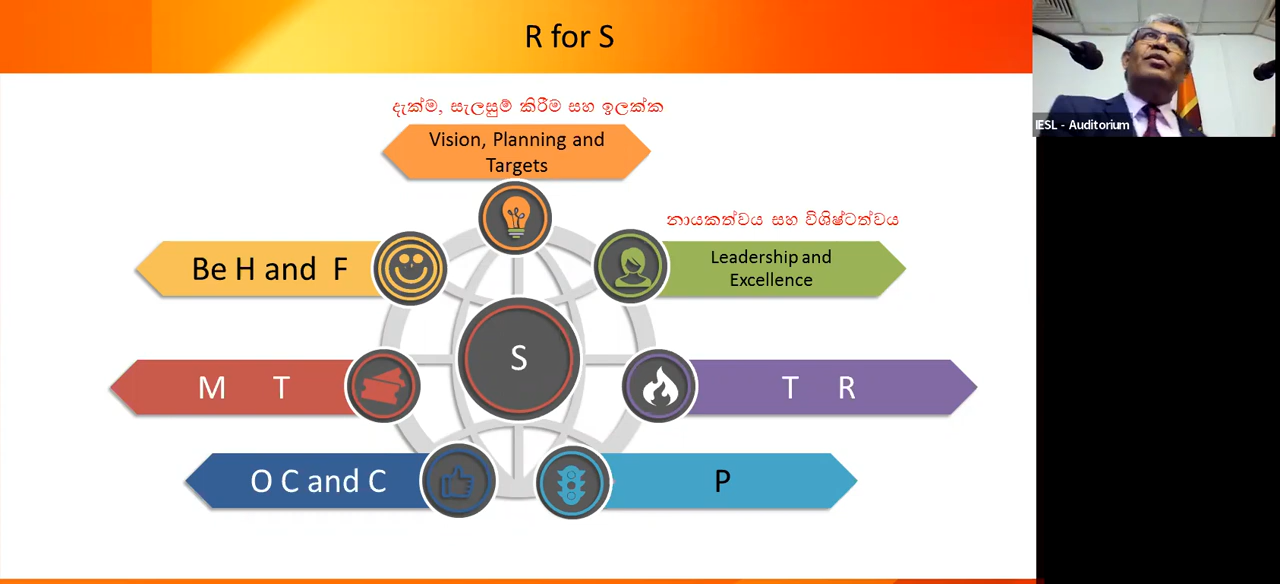 R for S
IESL - Auditorium
දැක්ම, සැලසුම් කිරීම සහ ඉලක්ක
Vision, Planning and
Targets
නායකත්වය සහ විශිෂ්ටත්වය
Leadership and
Excellence
Be H and F
S
M T
T R
O C and C
P